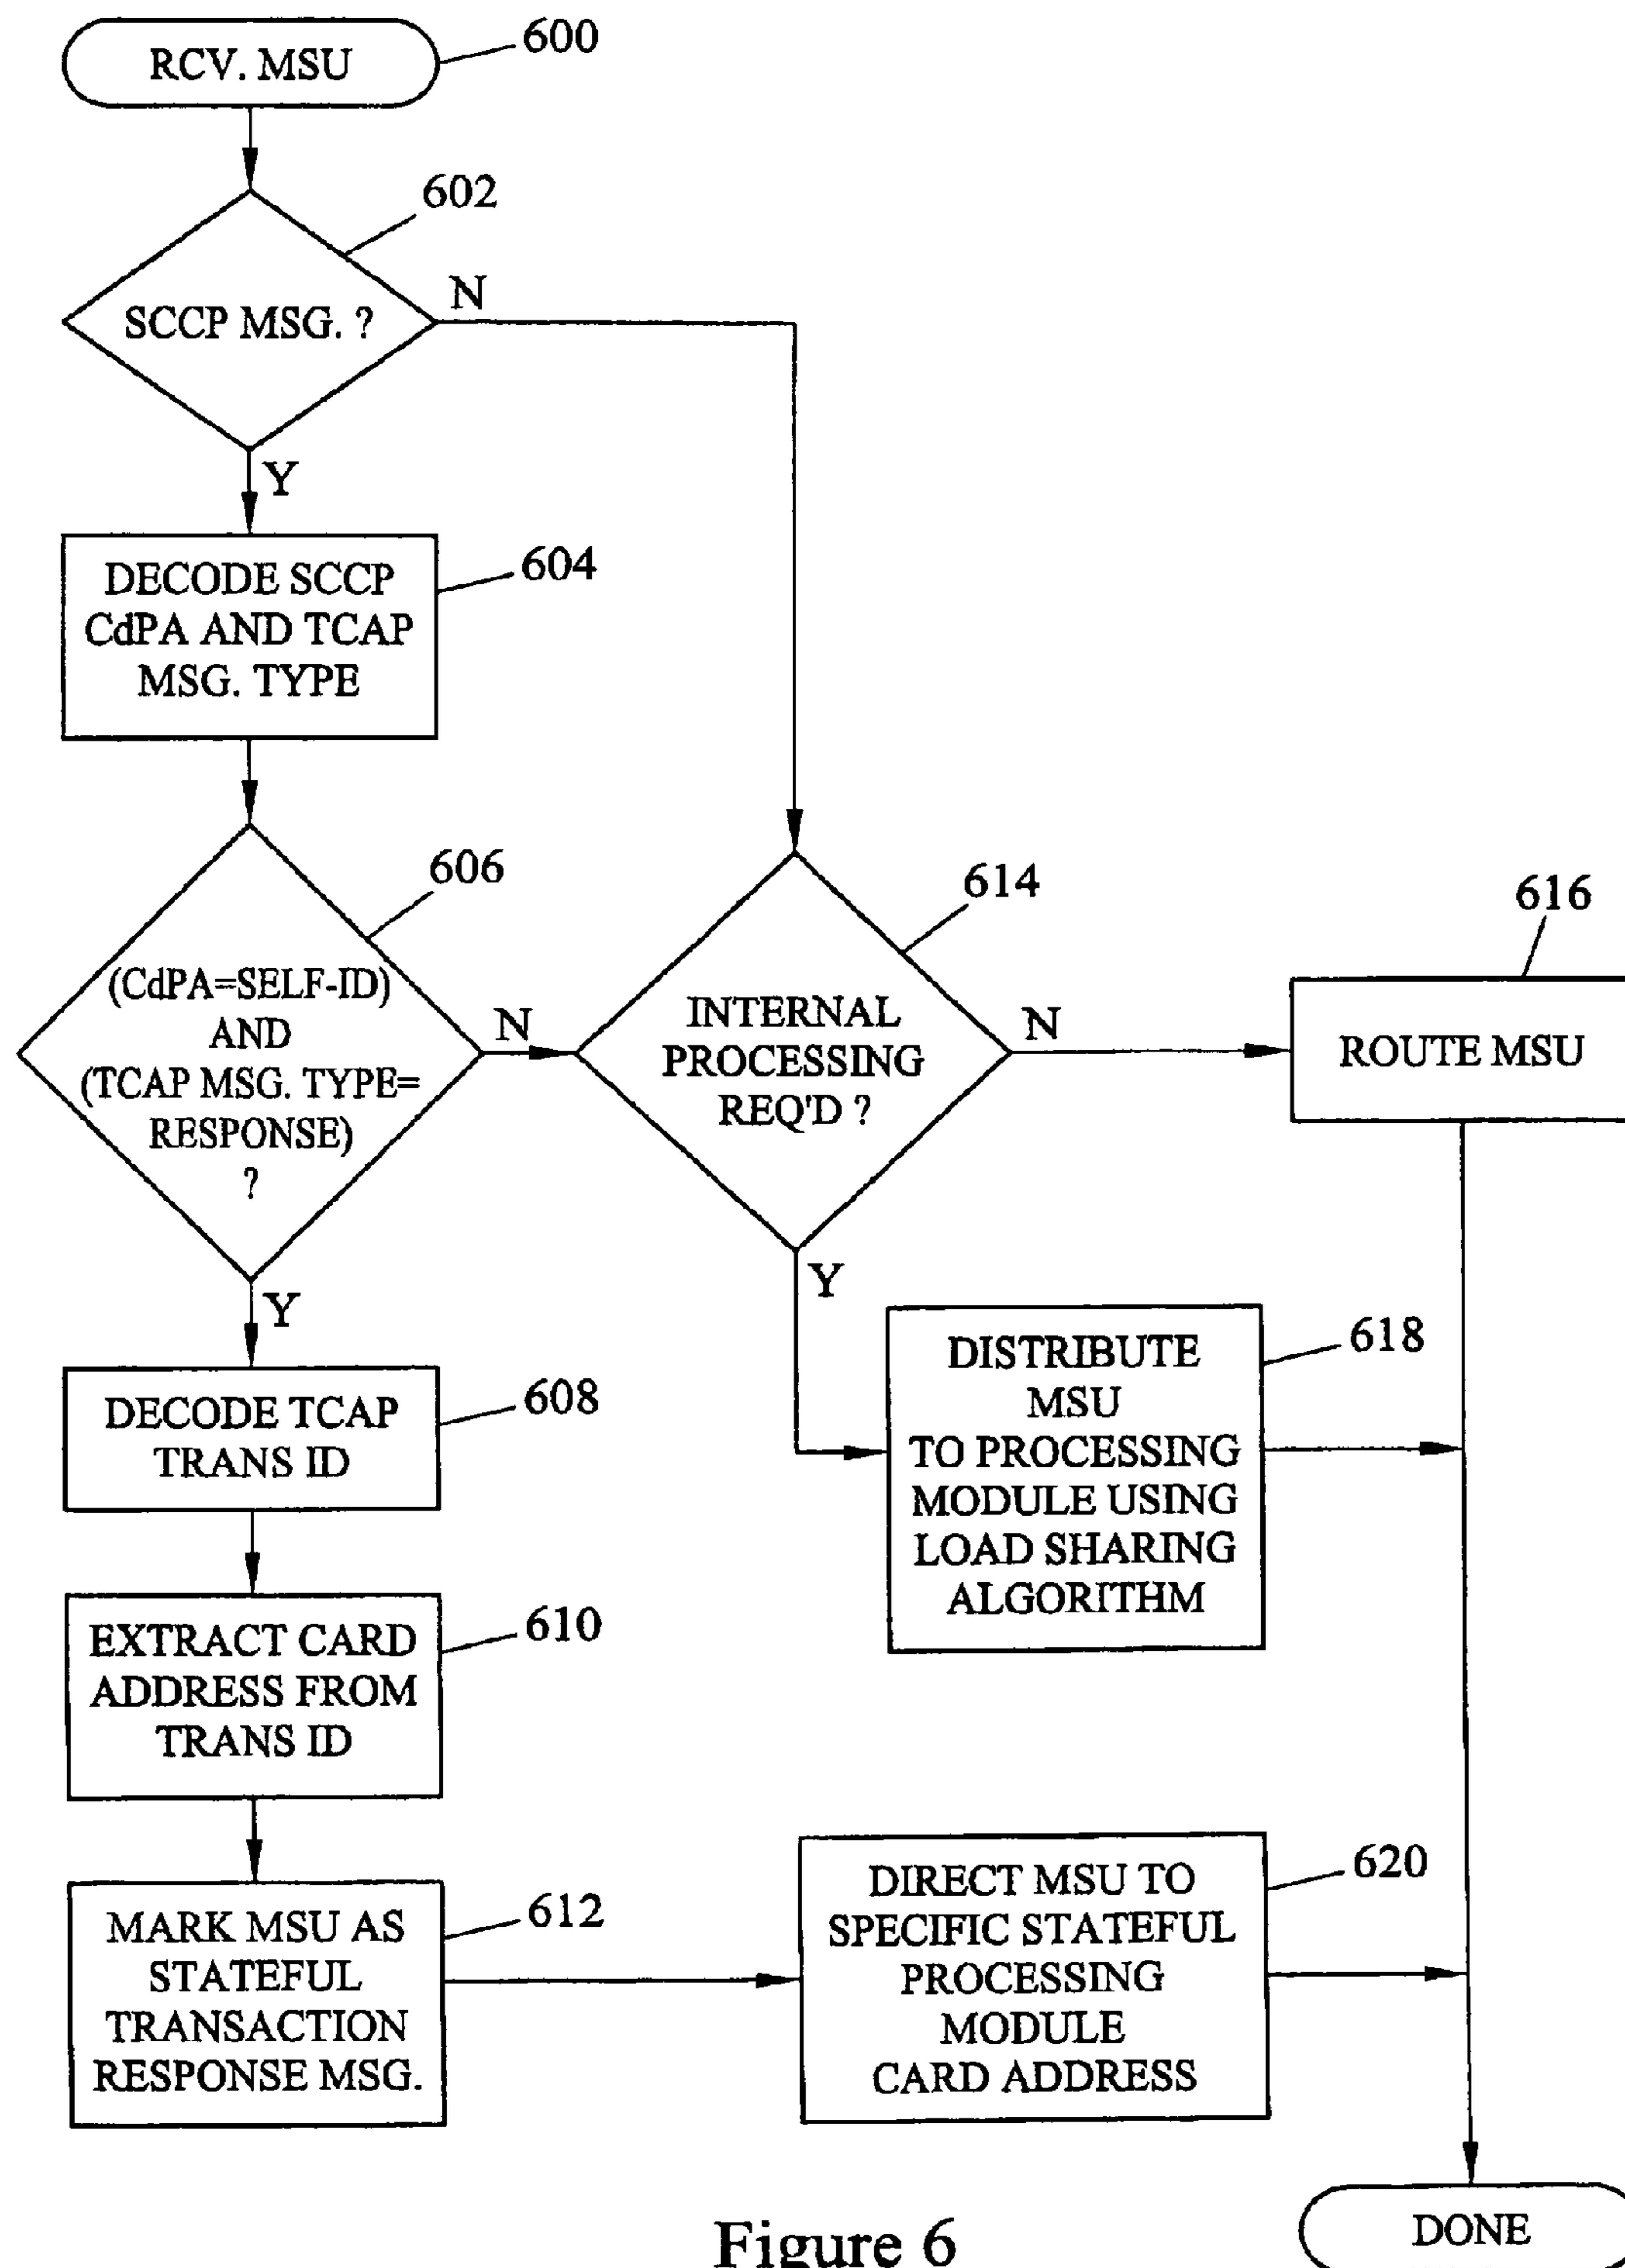 RCV. MSU
600
602
SCCP MSG. ?
N
Y
DECODE SCCP
CdPA AND TCAP
MSG. TYPE
604
606
(CdPA=SELF-ID)
AND
(TCAP MSG. TYPE=
RESPONSE)
?
N
Y
614
INTERNAL
PROCESSING
REQ'D ?
N
Y
616
ROUTE MSU
DISTRIBUTE
MSU
TO PROCESSING
MODULE USING
LOAD SHARING
ALGORITHM
618
DECODE TCAP
TRANS ID
608
EXTRACT CARD
ADDRESS FROM
TRANS ID
610
MARK MSU AS
STATEFUL
TRANSACTION
RESPONSE MSG.
612
DIRECT MSU TO
SPECIFIC STATEFUL
PROCESSING
MODULE
CARD ADDRESS
620
DONE
Figure 6